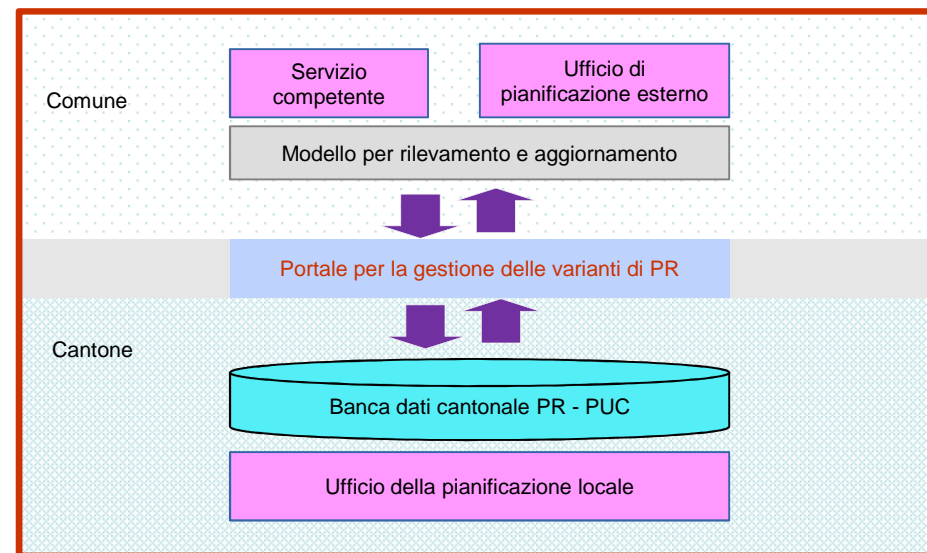 Comune
Servizio
competente
Ufficio di
pianificazione esterno
Modello per rilevamento e aggiornamento
Portale per la gestione delle varianti di PR
Cantone
Banca dati cantonale PR - PUC
Ufficio della pianificazione locale